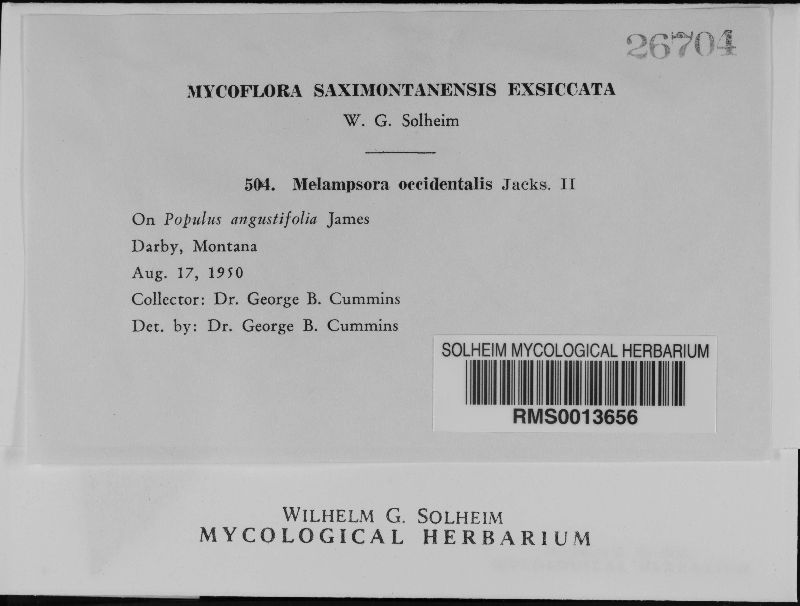 26704
MYCOFLORA SAXIMONTANENSIS EXSICCATA
W. G. Solheim
504. Melampsora occidentalis Jacks. II
On Populus angustifolia James
Darby, Montana
Aug. 17, 1950
Collector: Dr. George B. Cummins
Det. by: Dr. George B. Cummins
SOLHEIM MYCOLOGICAL HERBARIUM
RMS0013656
WILHELM G. SOLHEIM
MYCOLOGICAL HERBARIUM